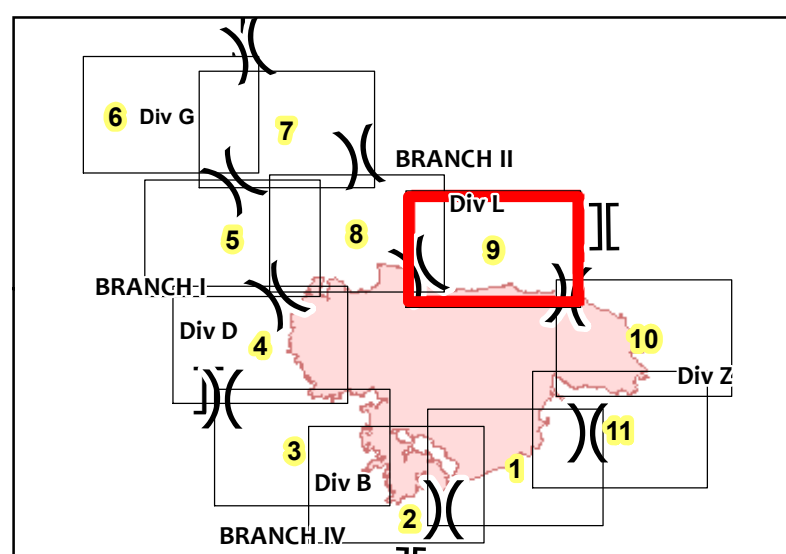 6
Div G
7
BRANCH II
Div L
5
8
9
BRANCH I
Div D
4
10
Div Z
3
11
1
Div B
2
BRANCH IV